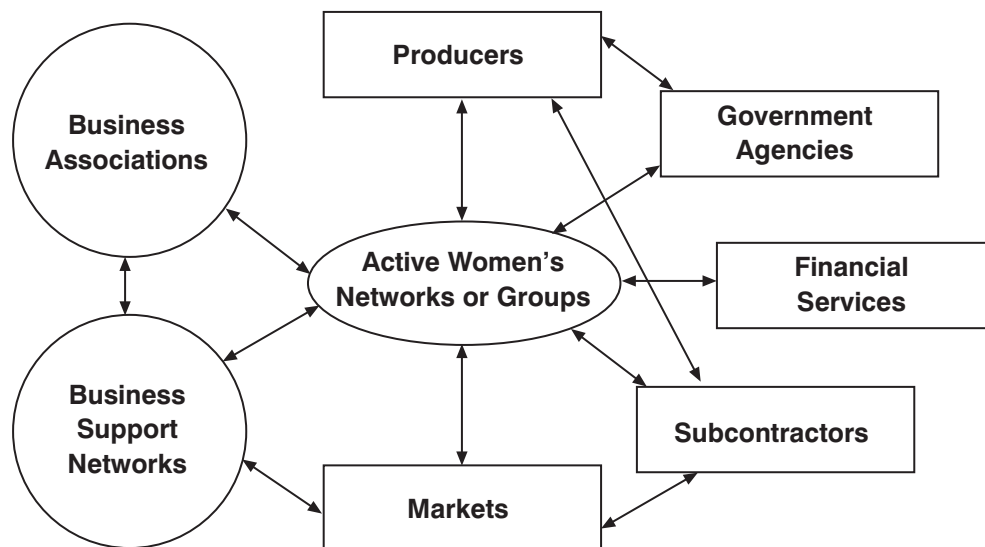 Producers
Business
Associations
Government
Agencies
Active Women’s
Networks or Groups
Financial
Services
Business
Support
Networks
Subcontractors
Markets